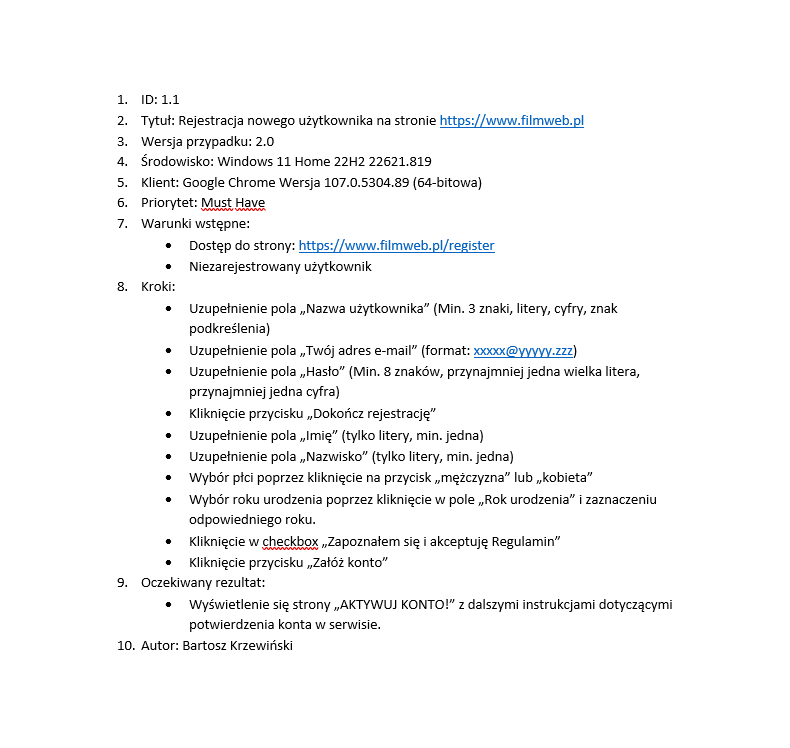 1. ID: 1.1
2. Tytuł: Rejestracja nowego użytkownika na stronie https://www.filmweb.pl
3. Wersja przypadku: 2.0
4. Środowisko: Windows 11 Home 22H2 22621.819
5. Klient: Google Chrome Wersja 107.0.5304.89 (64-bitowa)
6. Priorytet: Must Have
7. Warunki wstępne:
• Dostęp do strony: https://www.filmweb.pl/register
• Niezarejestrowany użytkownik
8. Kroki:
• Uzupełnienie pola „Nazwa użytkownika” (Min. 3 znaki, litery, cyfry, znak
podkreślenia)
• Uzupełnienie pola „Twój adres e-mail” (format: xxxxx@yyyyy.zzz)
• Uzupełnienie pola „Hasło” (Min. 8 znaków, przynajmniej jedna wielka litera,
przynajmniej jedna cyfra)
• Kliknięcie przycisku „Dokończ rejestrację”
• Uzupełnienie pola „Imię” (tylko litery, min. jedna)
• Uzupełnienie pola „Nazwisko” (tylko litery, min. jedna)
• Wybór płci poprzez kliknięcie na przycisk „mężczyzna” lub „kobieta”
• Wybór roku urodzenia poprzez kliknięcie w pole „Rok urodzenia” i zaznaczeniu
odpowiedniego roku.
• Kliknięcie w checkbox „Zapoznałem się i akceptuję Regulamin”
• Kliknięcie przycisku „Załóż konto”
9. Oczekiwany rezultat:
• Wyświetlenie się strony „AKTYWUJ KONTO!” z dalszymi instrukcjami dotyczącymi
potwierdzenia konta w serwisie.
10. Autor: Bartosz Krzewiński